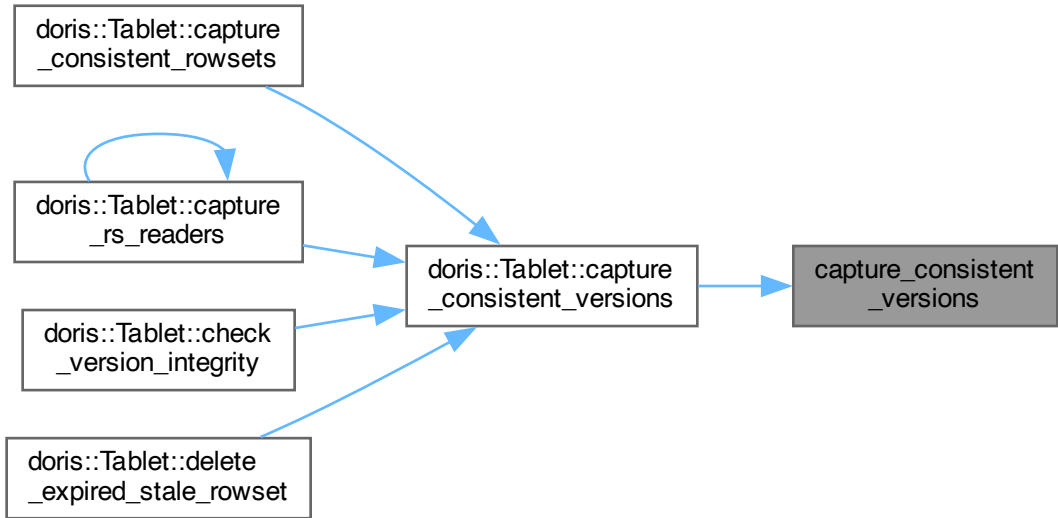 doris::Tablet::capture
_consistent_rowsets
doris::Tablet::capture
_rs_readers
doris::Tablet::check
_version_integrity
doris::Tablet::delete
_expired_stale_rowset
doris::Tablet::capture
_consistent_versions
capture_consistent
_versions